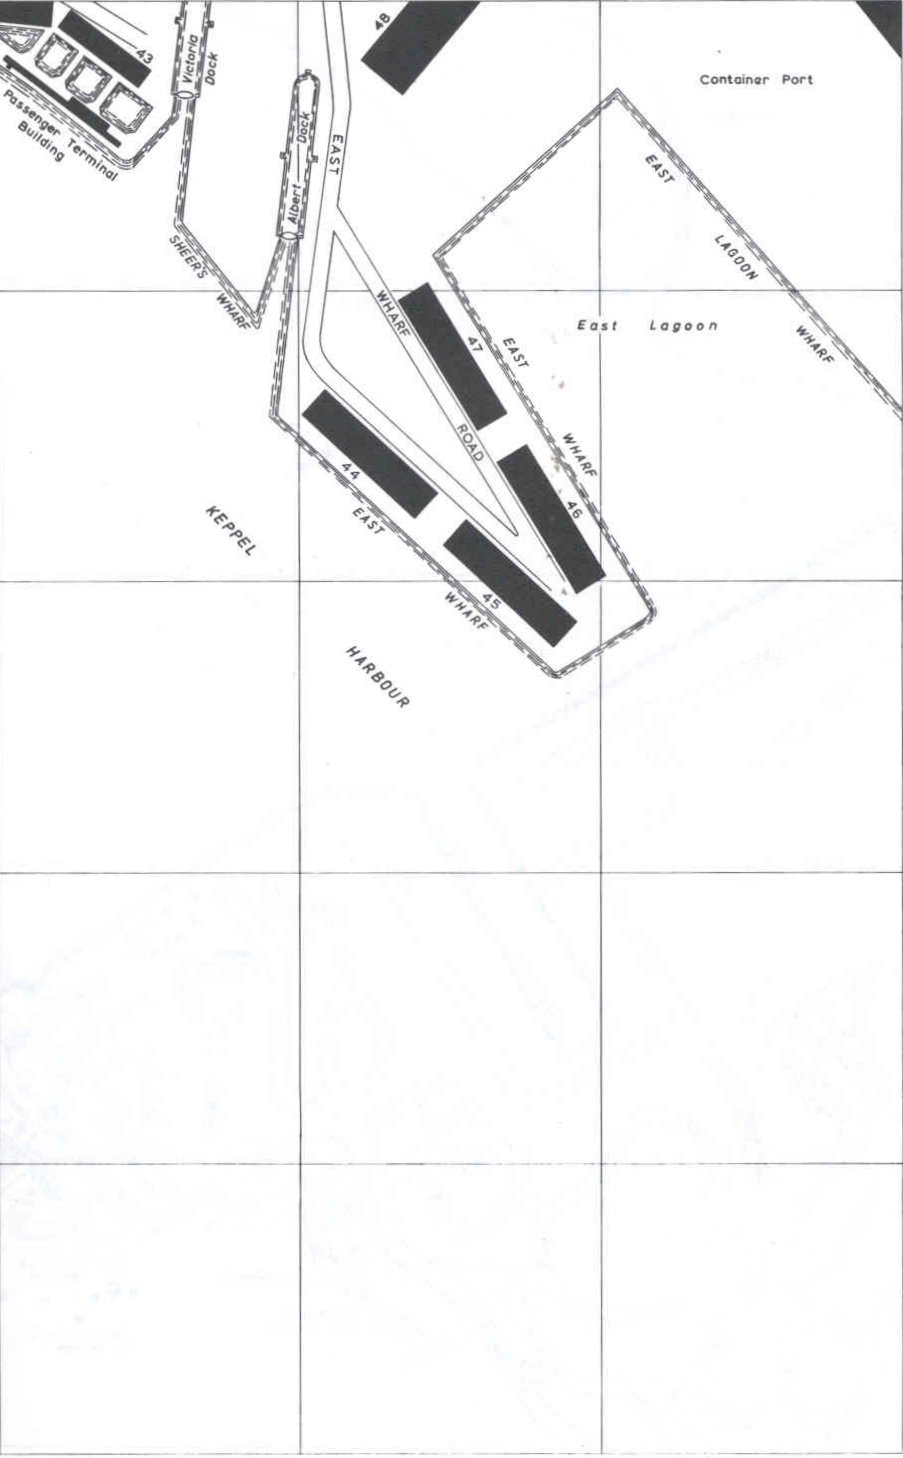 48
43
Victoria
Dock
Container Port
Passenger Terminal
Building
Albert Dock
EAST
EAST
LAGOON
WHARF
SHEER'S
WHARF
WHARF
ROAD
East Lagoon
47
EAST
WHARF
46
44
EAST
WHARF
45
KEPPEL
HARBOUR